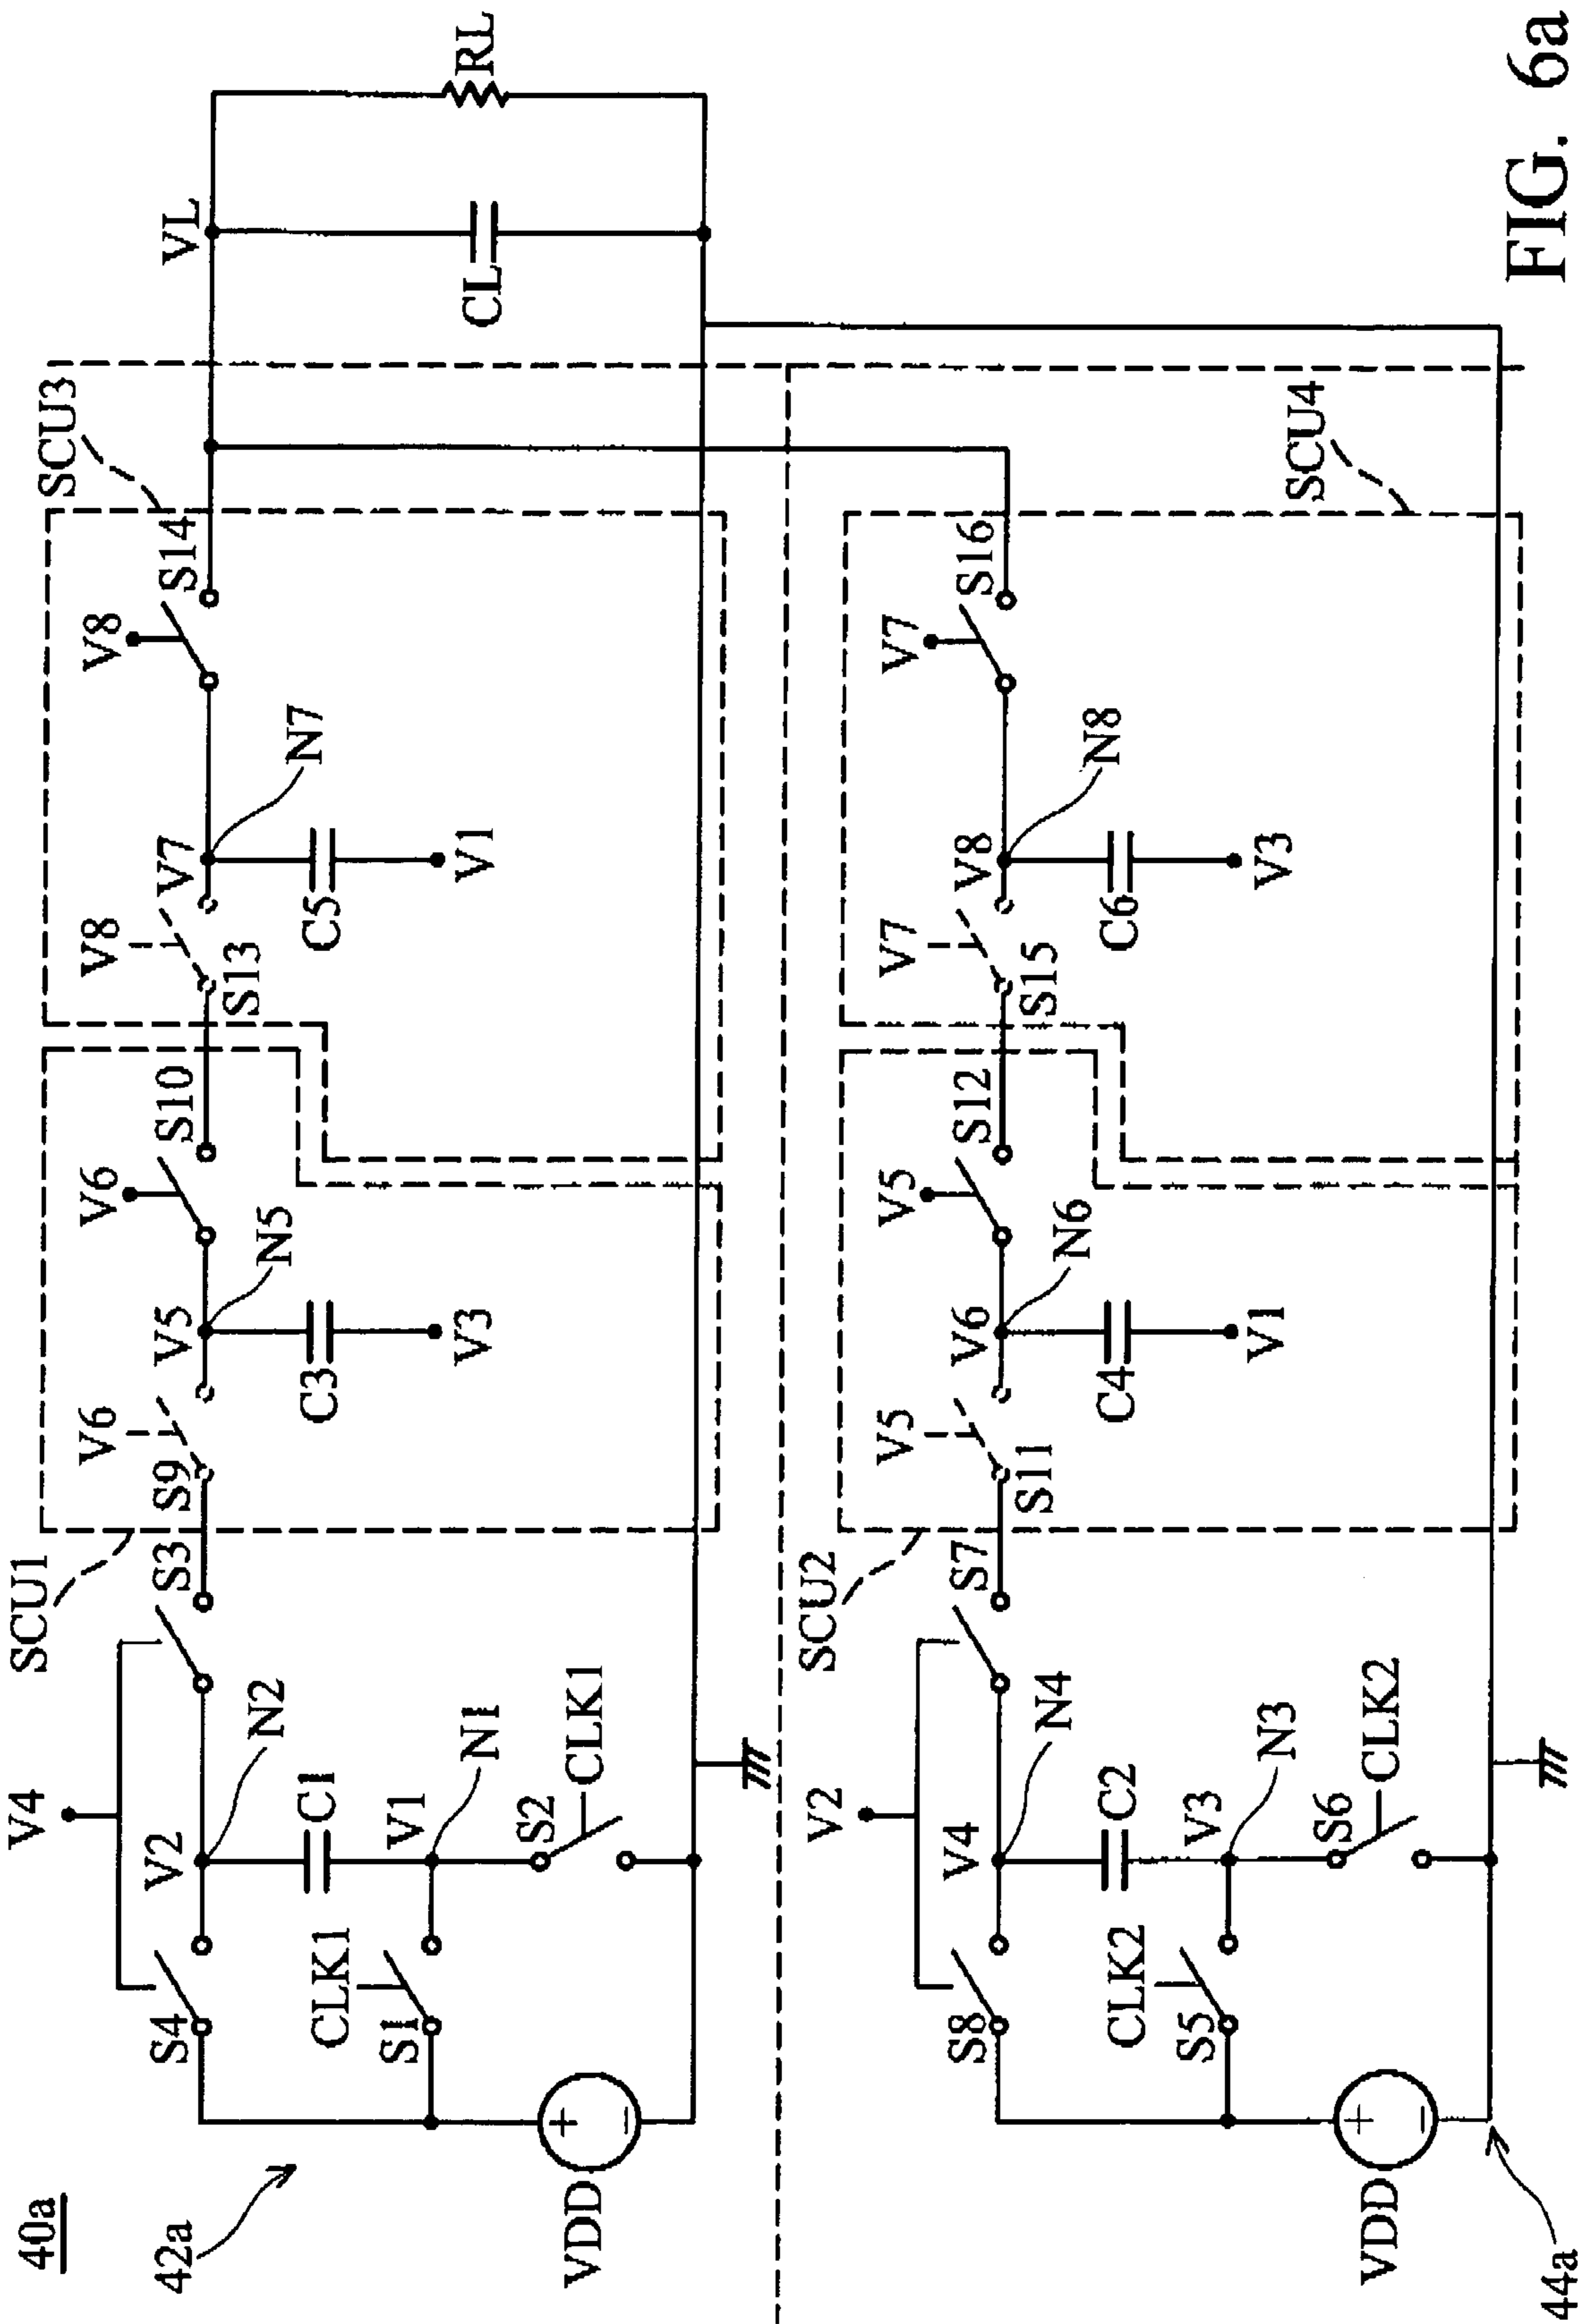 40a
42a
V4
SCU1
SCU3
S4
V2
S3
S9
V6
V5
V6
S10
V8
V7
V8
S14
VL
N2
N5
S13
N7
C1
C3
C5
CL
RL
CLK1
S1
V1
N1
V3
V1
S2
CLK1
VDD
+
−
V2
SCU2
SCU4
S8
V4
S7
S11
V5
V6
V5
S12
V7
V8
V7
S16
N4
N6
S15
N8
C2
C4
C6
CLK2
S5
V3
N3
V1
V3
S6
CLK2
VDD
+
−
44a
FIG. 6a